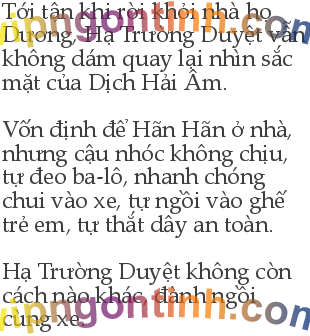 Tới tận khi rời khỏi nhà họ
Dương, Hạ Trường Duyệt vẫn
không dám quay lại nhìn sắc
mặt của Dịch Hải Âm.
Vốn định để Hãn Hãn ở nhà,
nhưng cậu nhóc không chịu,
tự đeo ba-lô, nhanh chóng
chui vào xe, tự ngồi vào ghế
trẻ em, tự thắt dây an toàn.
Hạ Trường Duyệt không còn
cách nào khác, đành ngồi
cùng xe.